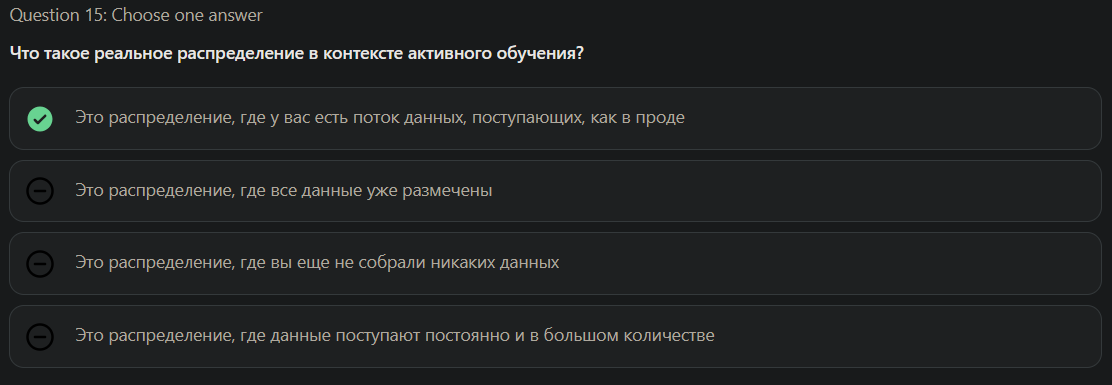 Question 15: Choose one answer
Что такое реальное распределение в контексте активного обучения?
Это распределение, где у вас есть поток данных, поступающих, как в проде
Это распределение, где все данные уже размечены
Это распределение, где вы еще не собрали никаких данных
Это распределение, где данные поступают постоянно и в большом количестве